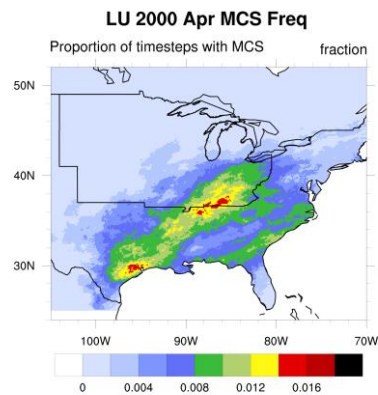 LU 2000 Apr MCS Freq
Proportion of timesteps with MCS fraction
50N
40N
30N
100W 90W 80W 70W
0 0.004 0.008 0.012 0.016